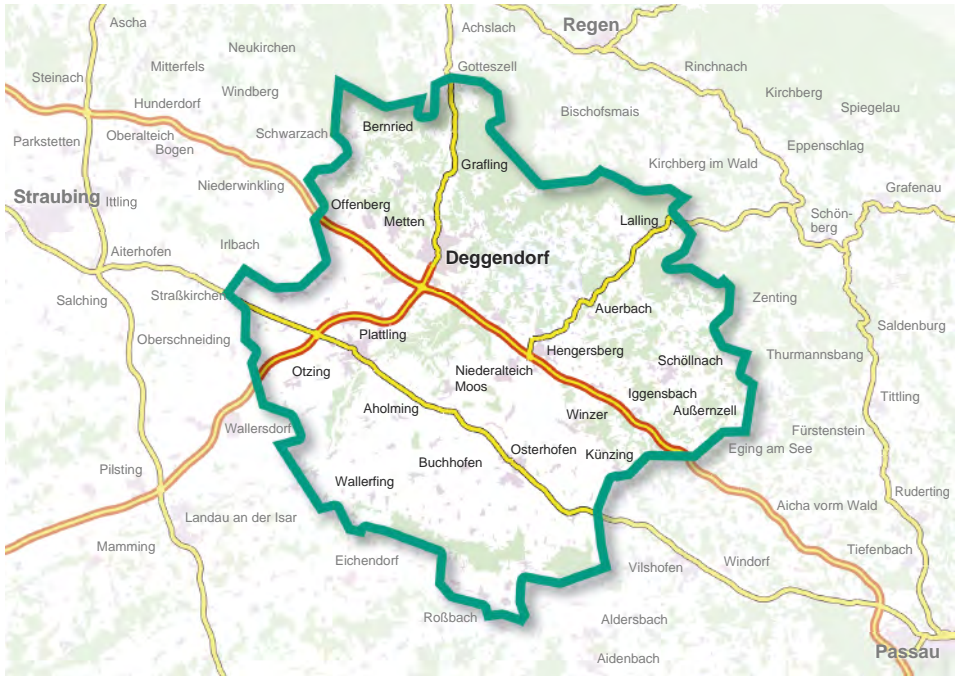 Ascha
Achslach
Regen
Neukirchen
Gotteszell
Mitterfels
Rinchnach
Steinach
Windberg
Kirchberg
Hunderdorf
Spiegelau
Bischofsmais
Bernried
Schwarzach
Oberalteich
Parkstetten
Bogen
Eppenschlag
Grafling
Kirchberg im Wald
Niederwinkling
Grafenau
Straubing
Ittling
Offenberg
Metten
Lalling
Schön-
berg
Irlbach
Aiterhofen
Deggendorf
Straßkirchen
Salching
Zenting
Auerbach
Saldenburg
Oberschneiding
Plattling
Hengersberg
Thurmannsbang
Schöllnach
Otzing
Niederalteich
Moos
Iggensbach
Tittling
Aholming
Winzer
Außernzell
Wallersdorf
Fürstenstein
Osterhofen
Eging am See
Künzing
Buchhofen
Pilsting
Wallerfing
Ruderting
Aicha vorm Wald
Landau an der Isar
Mamming
Tiefenbach
Eichendorf
Windorf
Vilshofen
Roßbach
Aldersbach
Passau
Aidenbach